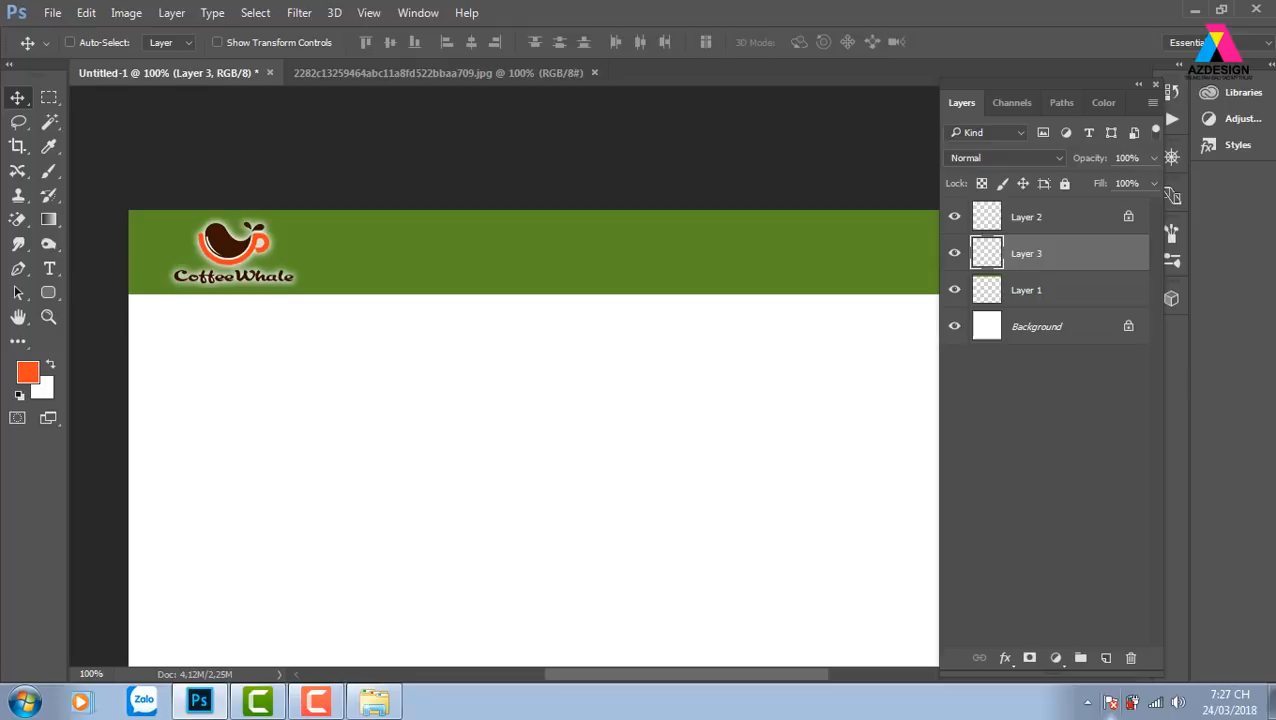 Ps File Edit Image Layer Type Select Filter 3D View Window Help
Auto-Select: Layer Show Transform Controls 3D Mode: Essentia
AZDESIGN
Untitled-1 @ 100% (Layer 3, RGB/8) * × 2282c13259464abc11a8fd522bbaa709.jpg @ 100% (RGB/8#) ×
Layers Channels Paths Color
Libraries
Adjust...
Styles
Kind
Normal Opacity: 100%
Lock: Fill: 100%
Layer 2
Layer 3
Layer 1
Background
CoffeeWhale
100% Doc: 4,12M/2,25M
Zalo Ps
7:27 CH
24/03/2018